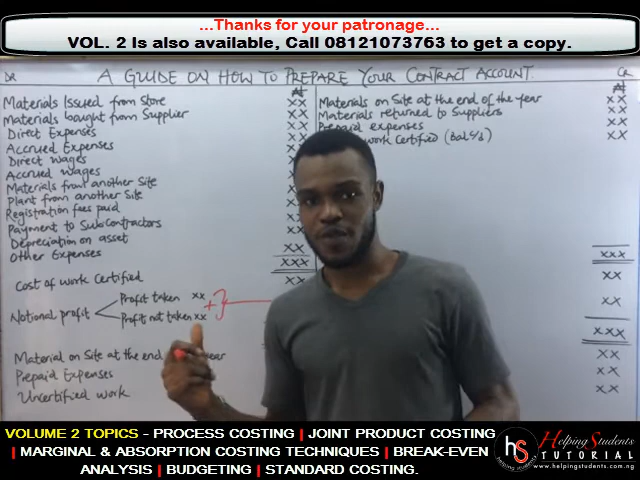 ...Thanks for your patronage...
VOL. 2 Is also available, Call 08121073763 to get a copy.
DR A GUIDE ON HOW TO PREPARE YOUR CONTRACT ACCOUNT CR
₦ ₦
Materials Issued from Store XX Materials on Site at the end of the year XX
Materials bought from Supplier XX Materials returned to Suppliers XX
Direct Expenses XX Prepaid expenses XX
Accrued Expenses XX work Certified (Bal c/d) XX
Direct Wages
Accrued wages
Materials from another Site
Plant from another Site
Registration fees paid
Payment to SubContractors
Depreciation on asset
Other Expenses XX
XXX XXX
Cost of work Certified XX XX
Profit taken XX
Notional profit + XX
Profit not taken XX
XXX
Material on Site at the end year XX
Prepaid Expenses XX
Uncertified work XX
VOLUME 2 TOPICS - PROCESS COSTING | JOINT PRODUCT COSTING
| MARGINAL & ABSORPTION COSTING TECHNIQUES | BREAK-EVEN
ANALYSIS | BUDGETING | STANDARD COSTING.
hs Helping Students
TUTORIAL
www.helpingstudents.com.ng